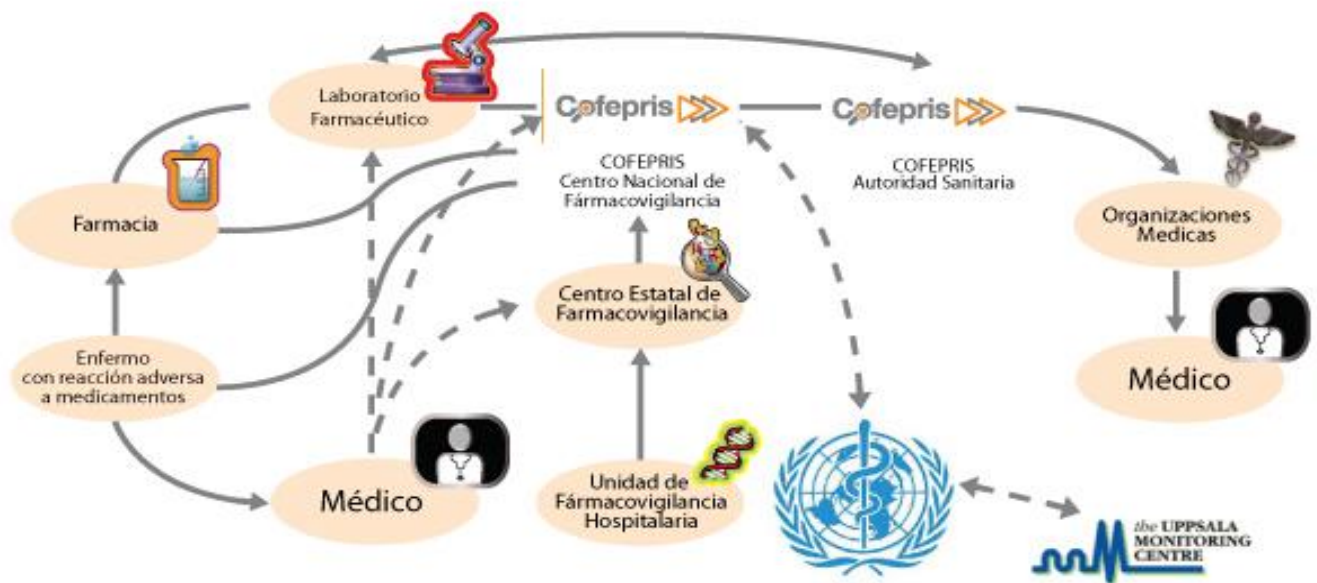 Laboratorio
Farmacéutico
Cofepris
Cofepris
COFEPRIS
Centro Nacional de
Fármacovigilancia
COFEPRIS
Autoridad Sanitaria
Farmacia
Organizaciones
Medicas
Centro Estatal de
Farmacovigilancia
Enfermo
con reacción adversa
a medicamentos
Médico
Médico
Unidad de
Fármacovigilancia
Hospitalaria
the UPPSALA
MONITORING
CENTRE